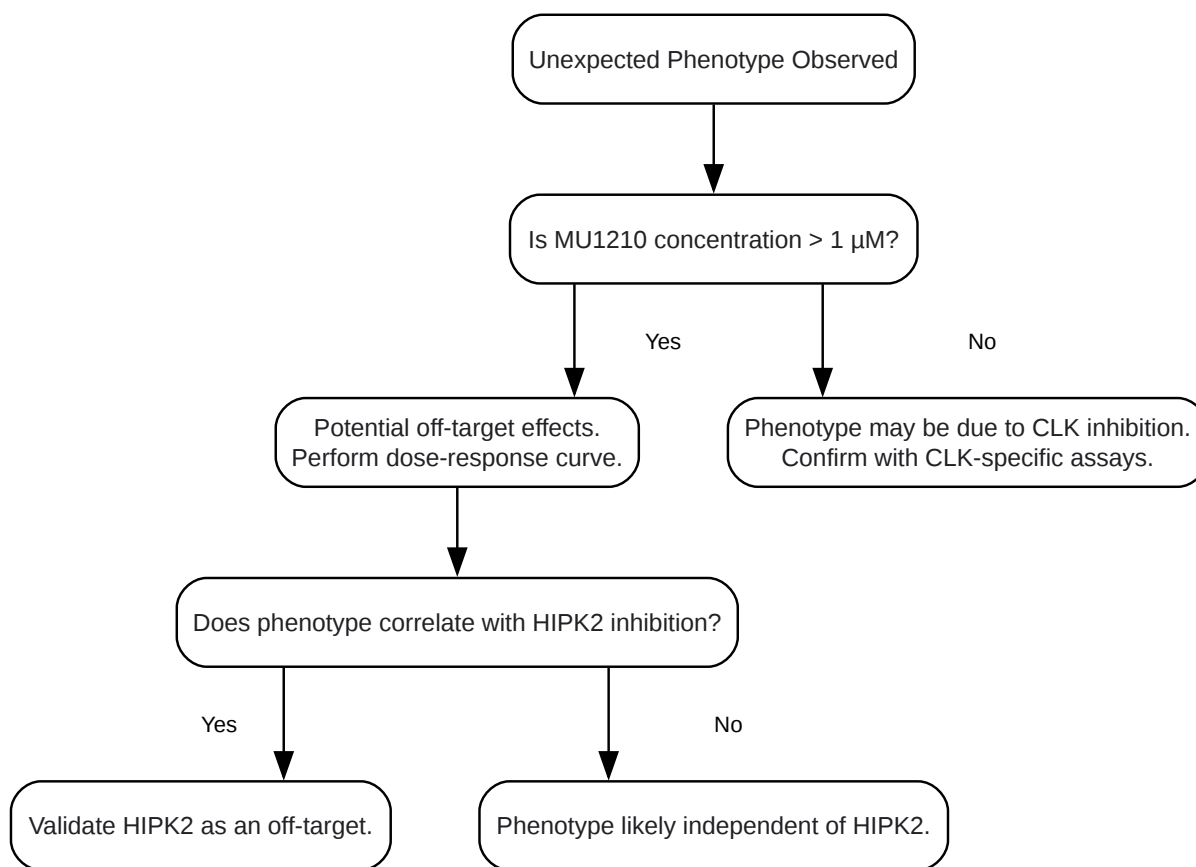 Unexpected Phenotype Observed
Is MU1210 concentration > 1 µM?
Yes
No
Potential off-target effects.
Perform dose-response curve.
Phenotype may be due to CLK inhibition.
Confirm with CLK-specific assays.
Does phenotype correlate with HIPK2 inhibition?
Yes
No
Validate HIPK2 as an off-target.
Phenotype likely independent of HIPK2.